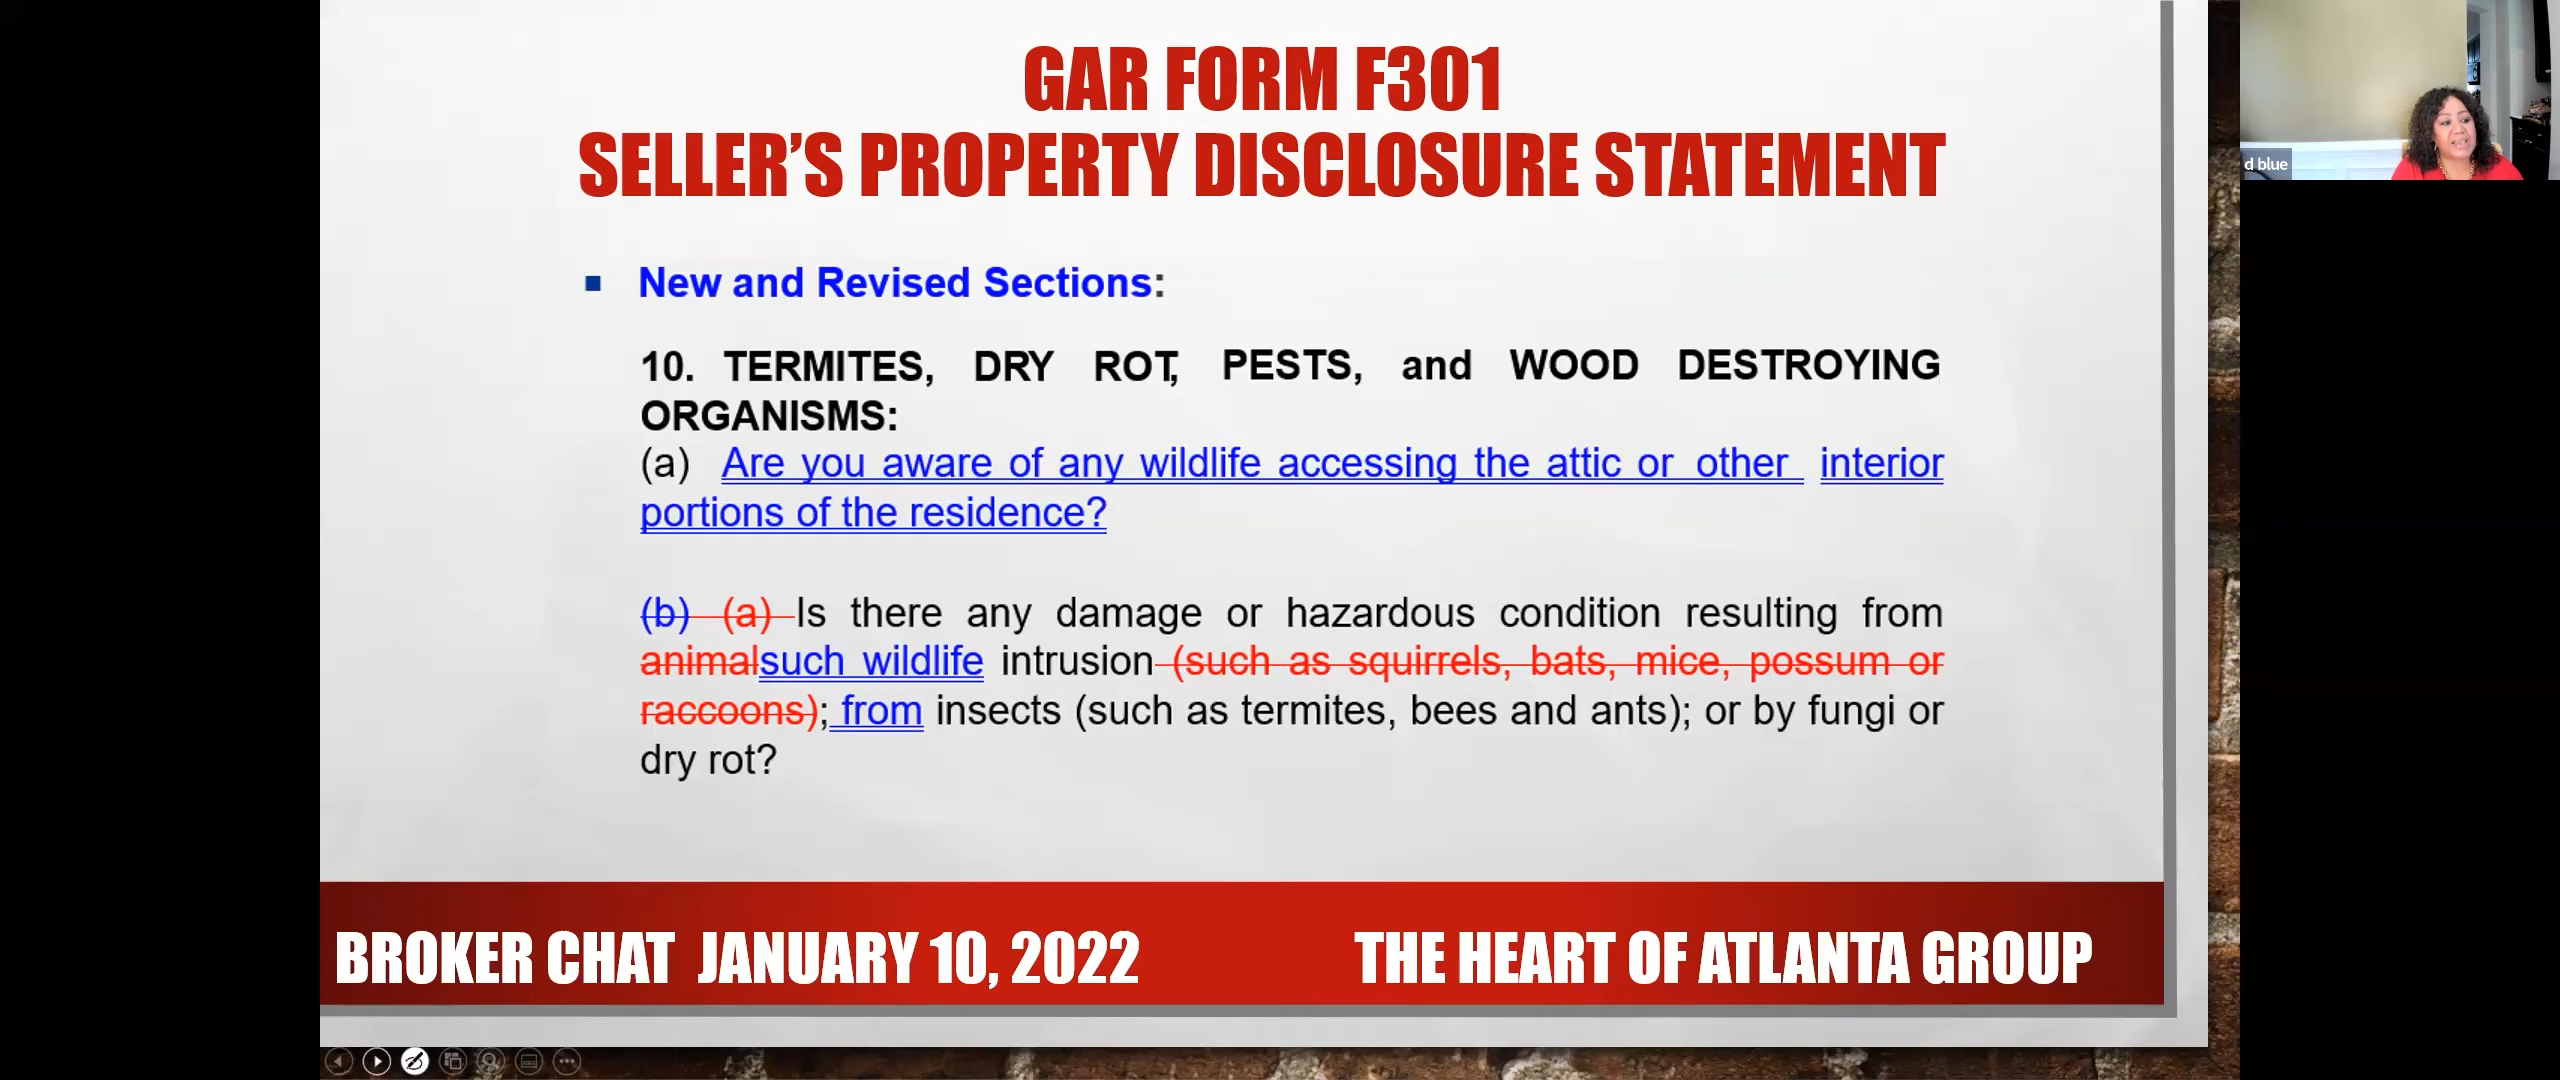 GAR FORM F301
SELLER'S PROPERTY DISCLOSURE STATEMENT
d blue
▪ New and Revised Sections:
10. TERMITES, DRY ROT, PESTS, and WOOD DESTROYING
ORGANISMS:
(a) Are you aware of any wildlife accessing the attic or other interior
portions of the residence?
(b) (a) Is there any damage or hazardous condition resulting from
animalsuch wildlife intrusion (such as squirrels, bats, mice, possum or
raccoons); from insects (such as termites, bees and ants); or by fungi or
dry rot?
BROKER CHAT JANUARY 10, 2022 THE HEART OF ATLANTA GROUP